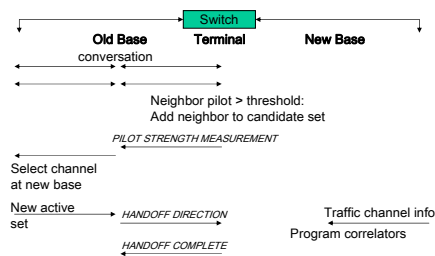 Switch
Old Base
Terminal
New Base
conversation
Neighbor pilot > threshold:
Add neighbor to candidate set
PILOT STRENGTH MEASUREMENT
Select channel
at new base
New active
set
HANDOFF DIRECTION
Traffic channel info
Program correlators
HANDOFF COMPLETE